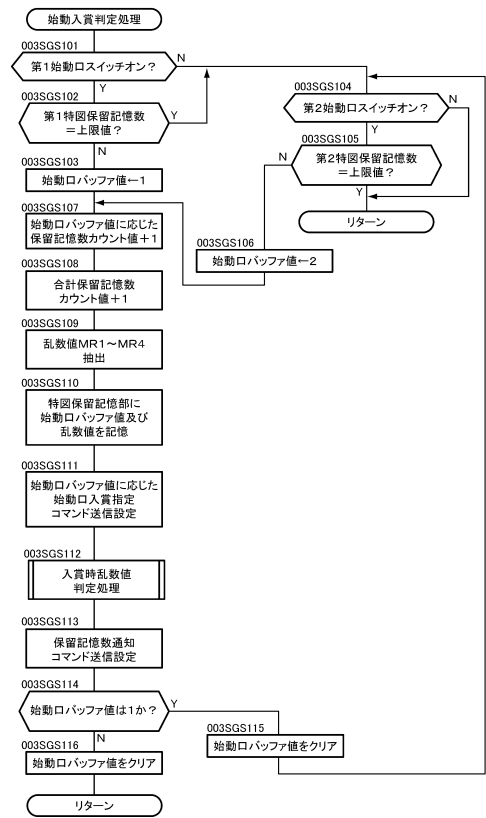 始動入賞判定処理
003SGS101
第1始動口スイッチオン?
N
Y
003SGS102
第1特図保留記憶数
=上限値?
Y
N
003SGS103
始動口バッファ値←1
003SGS104
第2始動口スイッチオン?
N
Y
003SGS105
第2特図保留記憶数
=上限値?
N
Y
リターン
003SGS106
始動口バッファ値←2
003SGS107
始動口バッファ値に応じた
保留記憶数カウント値+1
003SGS108
合計保留記憶数
カウント値+1
003SGS109
乱数値MR1~MR4
抽出
003SGS110
特図保留記憶部に
始動口バッファ値及び
乱数値を記憶
003SGS111
始動口バッファ値に応じた
始動口入賞指定
コマンド送信設定
003SGS112
入賞時乱数値
判定処理
003SGS113
保留記憶数通知
コマンド送信設定
003SGS114
始動口バッファ値は1か?
Y
N
003SGS115
始動口バッファ値をクリア
003SGS116
始動口バッファ値をクリア
リターン